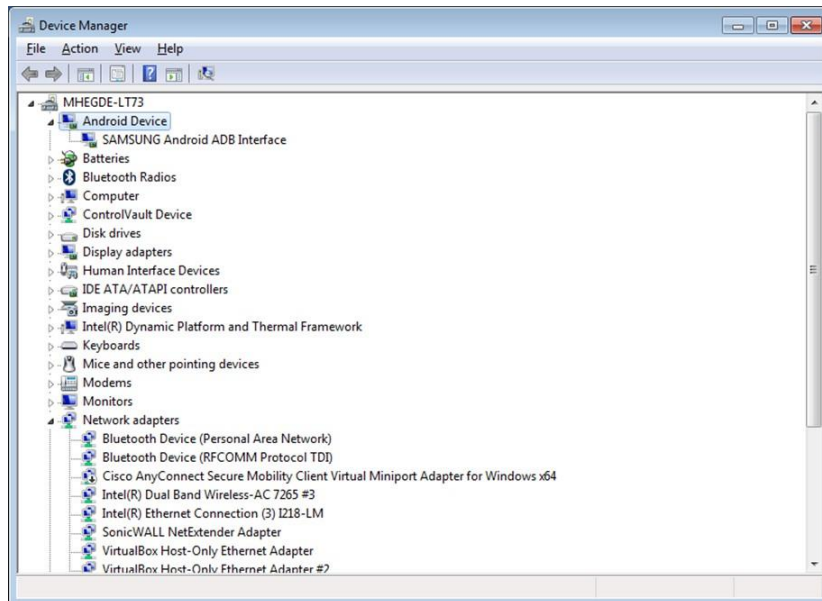 Device Manager
File Action View Help
MHEGDE-LT73
Android Device
SAMSUNG Android ADB Interface
Batteries
Bluetooth Radios
Computer
ControlVault Device
Disk drives
Display adapters
Human Interface Devices
IDE ATA/ATAPI controllers
Imaging devices
Intel(R) Dynamic Platform and Thermal Framework
Keyboards
Mice and other pointing devices
Modems
Monitors
Network adapters
Bluetooth Device (Personal Area Network)
Bluetooth Device (RFCOMM Protocol TDI)
Cisco AnyConnect Secure Mobility Client Virtual Miniport Adapter for Windows x64
Intel(R) Dual Band Wireless-AC 7265 #3
Intel(R) Ethernet Connection (3) I218-LM
SonicWALL NetExtender Adapter
VirtualBox Host-Only Ethernet Adapter
VirtualBox Host-Only Ethernet Adapter #2